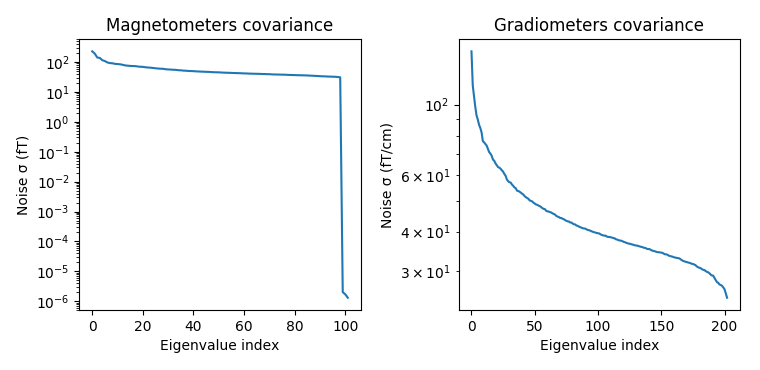 Magnetometers covariance
Noise σ (fT)
10²
10¹
10⁰
10⁻¹
10⁻²
10⁻³
10⁻⁴
10⁻⁵
10⁻⁶
0 20 40 60 80 100
Eigenvalue index
Gradiometers covariance
Noise σ (fT/cm)
10²
6 × 10¹
4 × 10¹
3 × 10¹
0 50 100 150 200
Eigenvalue index